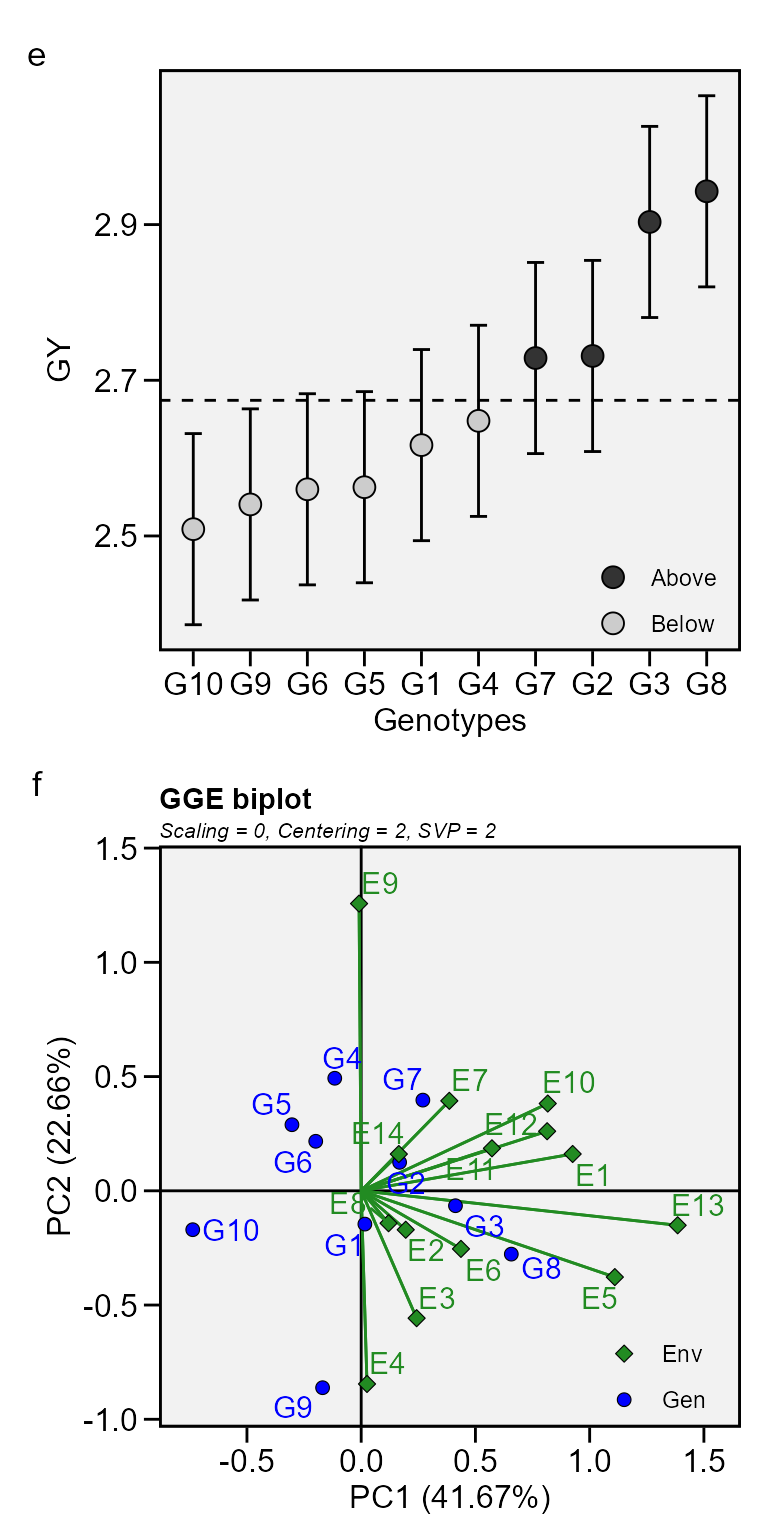 e
2.9
2.7
2.5
GY
Above
Below
G10 G9 G6 G5 G1 G4 G7 G2 G3 G8
Genotypes
f
GGE biplot
Scaling = 0, Centering = 2, SVP = 2
1.5
E9
1.0
0.5
G4
G7
E7
E10
G5
E14
E12
G6
E11
E1
G2
0.0
PC2 (22.66%)
E8
E13
G10
G1
E2
G3
E6
G8
E5
-0.5
E3
E4
Env
G9
Gen
-1.0
-0.5 0.0 0.5 1.0 1.5
PC1 (41.67%)